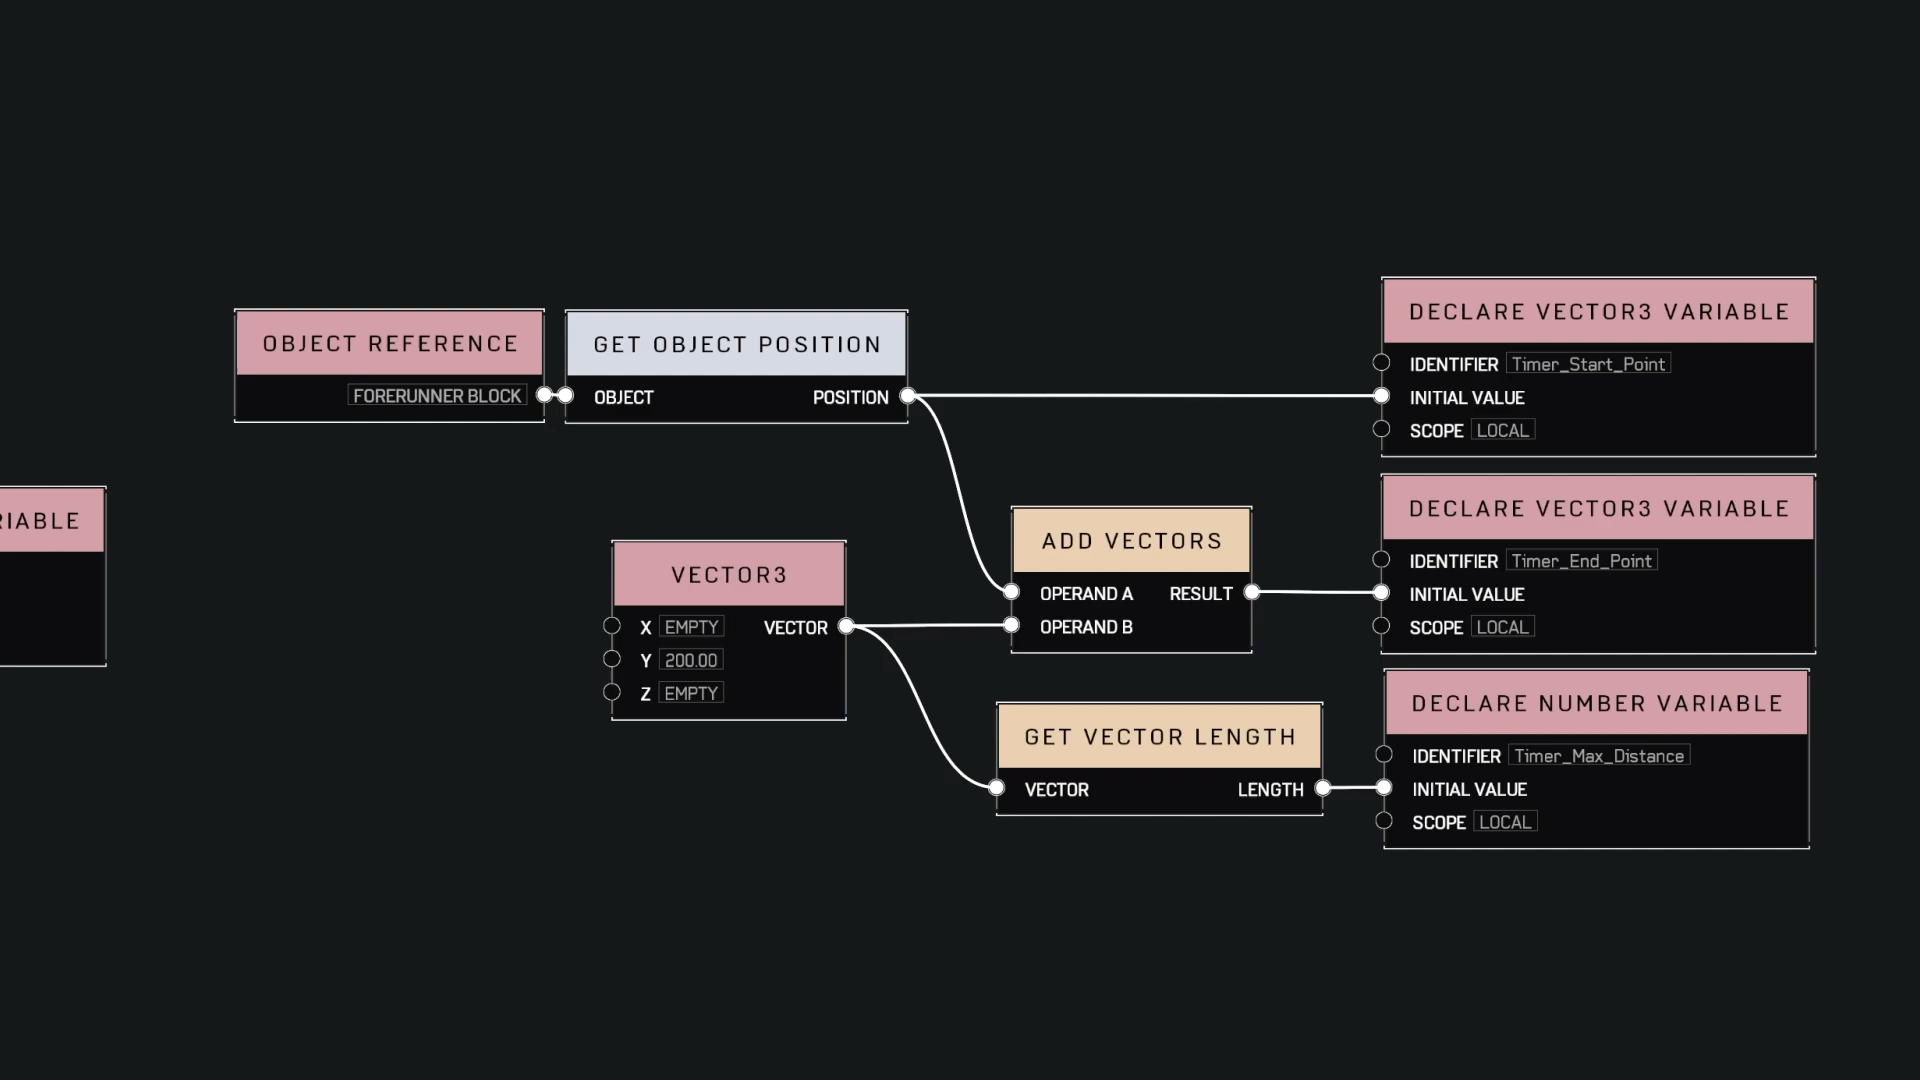 OBJECT REFERENCE
FORERUNNER BLOCK
GET OBJECT POSITION
OBJECT POSITION
DECLARE VECTOR3 VARIABLE
IDENTIFIER Timer_Start_Point
INITIAL VALUE
SCOPE LOCAL
RIABLE
VECTOR3
X EMPTY VECTOR
Y 200.00
Z EMPTY
ADD VECTORS
OPERAND A RESULT
OPERAND B
DECLARE VECTOR3 VARIABLE
IDENTIFIER Timer_End_Point
INITIAL VALUE
SCOPE LOCAL
GET VECTOR LENGTH
VECTOR LENGTH
DECLARE NUMBER VARIABLE
IDENTIFIER Timer_Max_Distance
INITIAL VALUE
SCOPE LOCAL